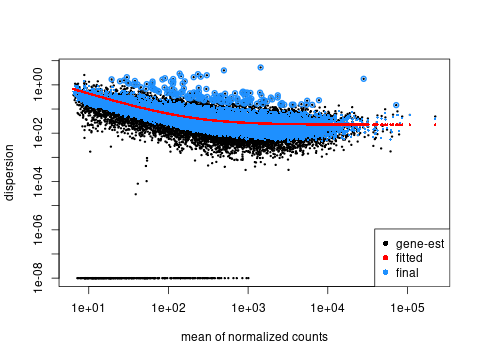 dispersion
1e+00
1e-02
1e-04
1e-06
1e-08
gene-est
fitted
final
1e+01 1e+02 1e+03 1e+04 1e+05
mean of normalized counts